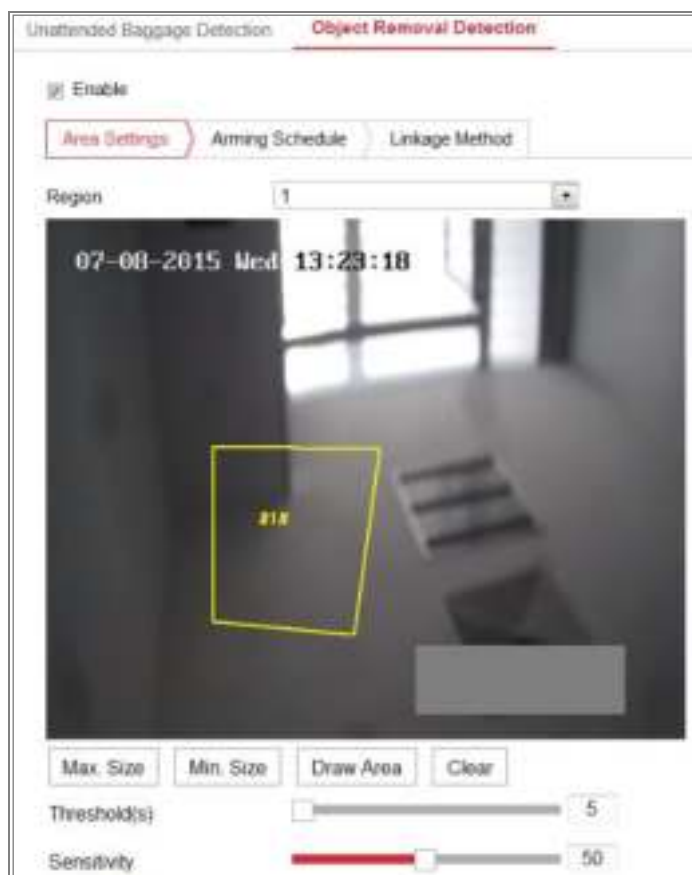 Unattended Baggage Detection Object Removal Detection
Enable
Area Settings Arming Schedule Linkage Method
Region 1
07-08-2015 Wed 13:23:18
#1#
Max. Size Min. Size Draw Area Clear
Threshold(s) 5
Sensitivity 50